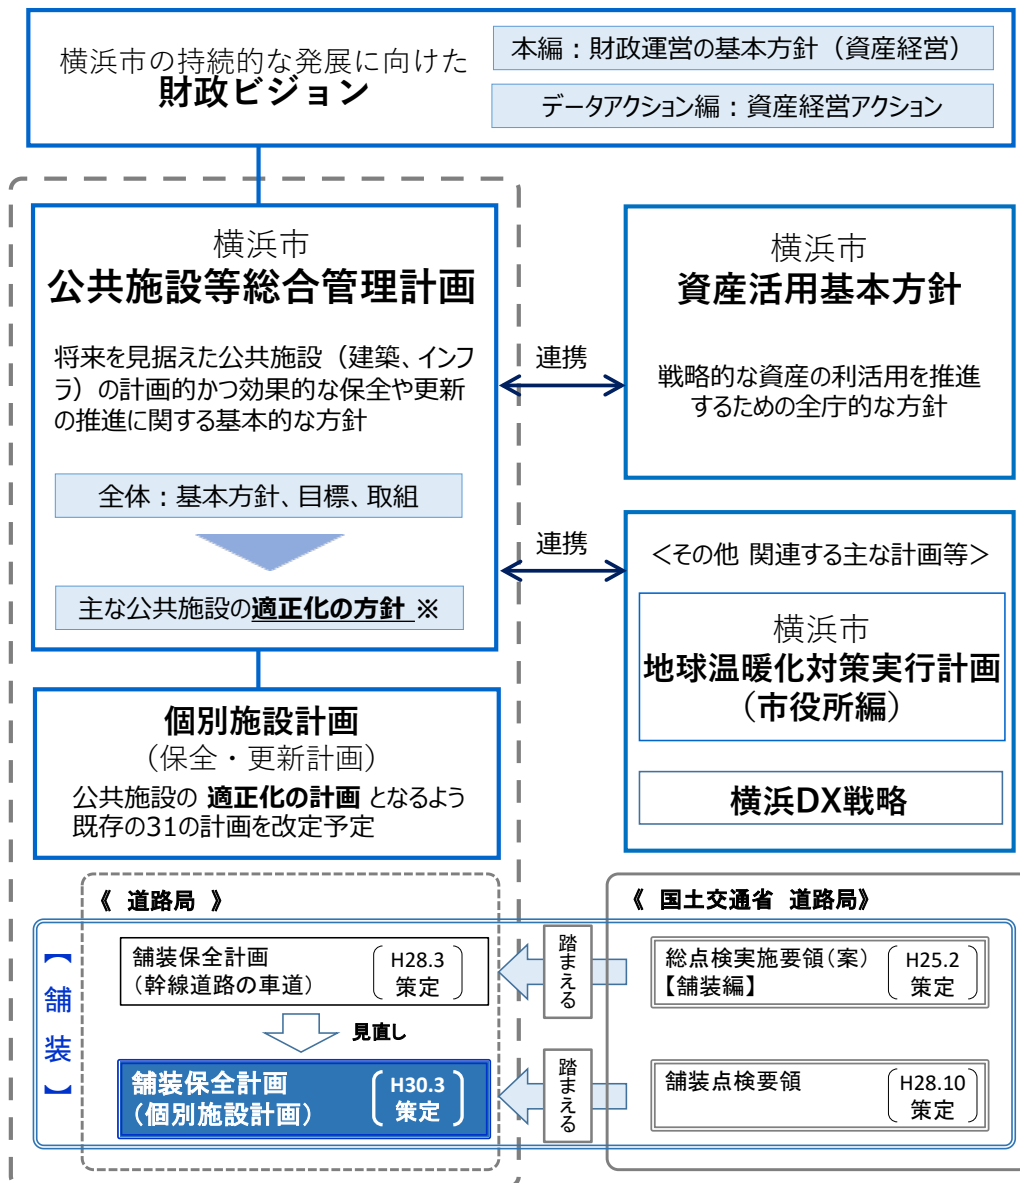 横浜市の持続的な発展に向けた
財政ビジョン
本編：財政運営の基本方針（資産経営）
データアクション編：資産経営アクション
横浜市
公共施設等総合管理計画
将来を見据えた公共施設（建築、インフ
ラ）の計画的かつ効果的な保全や更新
の推進に関する基本的な方針
全体：基本方針、目標、取組
主な公共施設の適正化の方針 ※
連携
横浜市
資産活用基本方針
戦略的な資産の利活用を推進
するための全庁的な方針
連携
＜その他 関連する主な計画等＞
横浜市
地球温暖化対策実行計画
（市役所編）
横浜DX戦略
個別施設計画
（保全・更新計画）
公共施設の 適正化の計画 となるよう
既存の31の計画を改定予定
《 道路局 》
《 国土交通省 道路局》
【舗装】
舗装保全計画
（幹線道路の車道）
H28.3
策定
踏まえる
総点検実施要領（案）
【舗装編】
H25.2
策定
見直し
舗装保全計画
（個別施設計画）
H30.3
策定
踏まえる
舗装点検要領
H28.10
策定